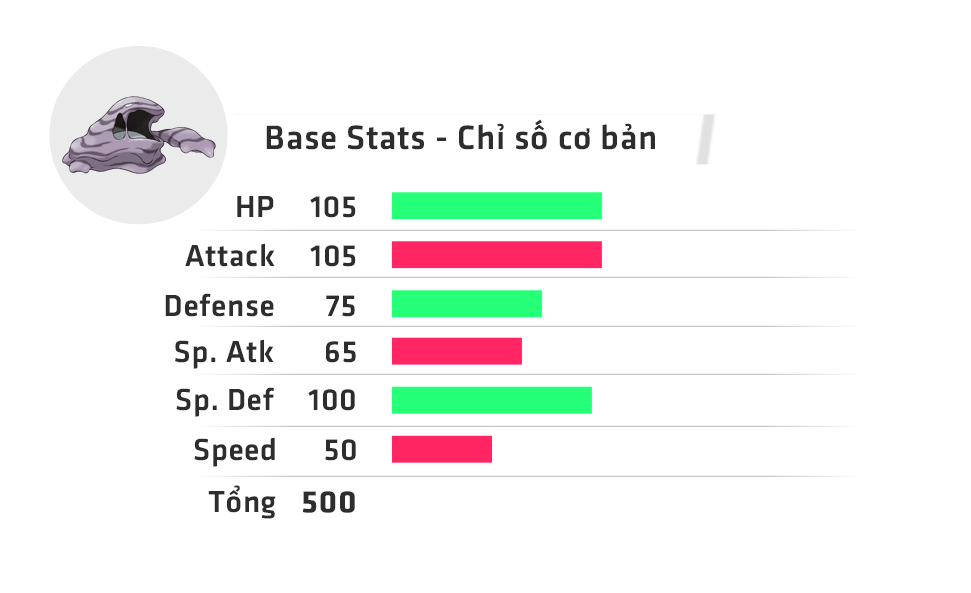 Base Stats - Chỉ số cơ bản
HP 105
Attack 105
Defense 75
Sp. Atk 65
Sp. Def 100
Speed 50
Tổng 500